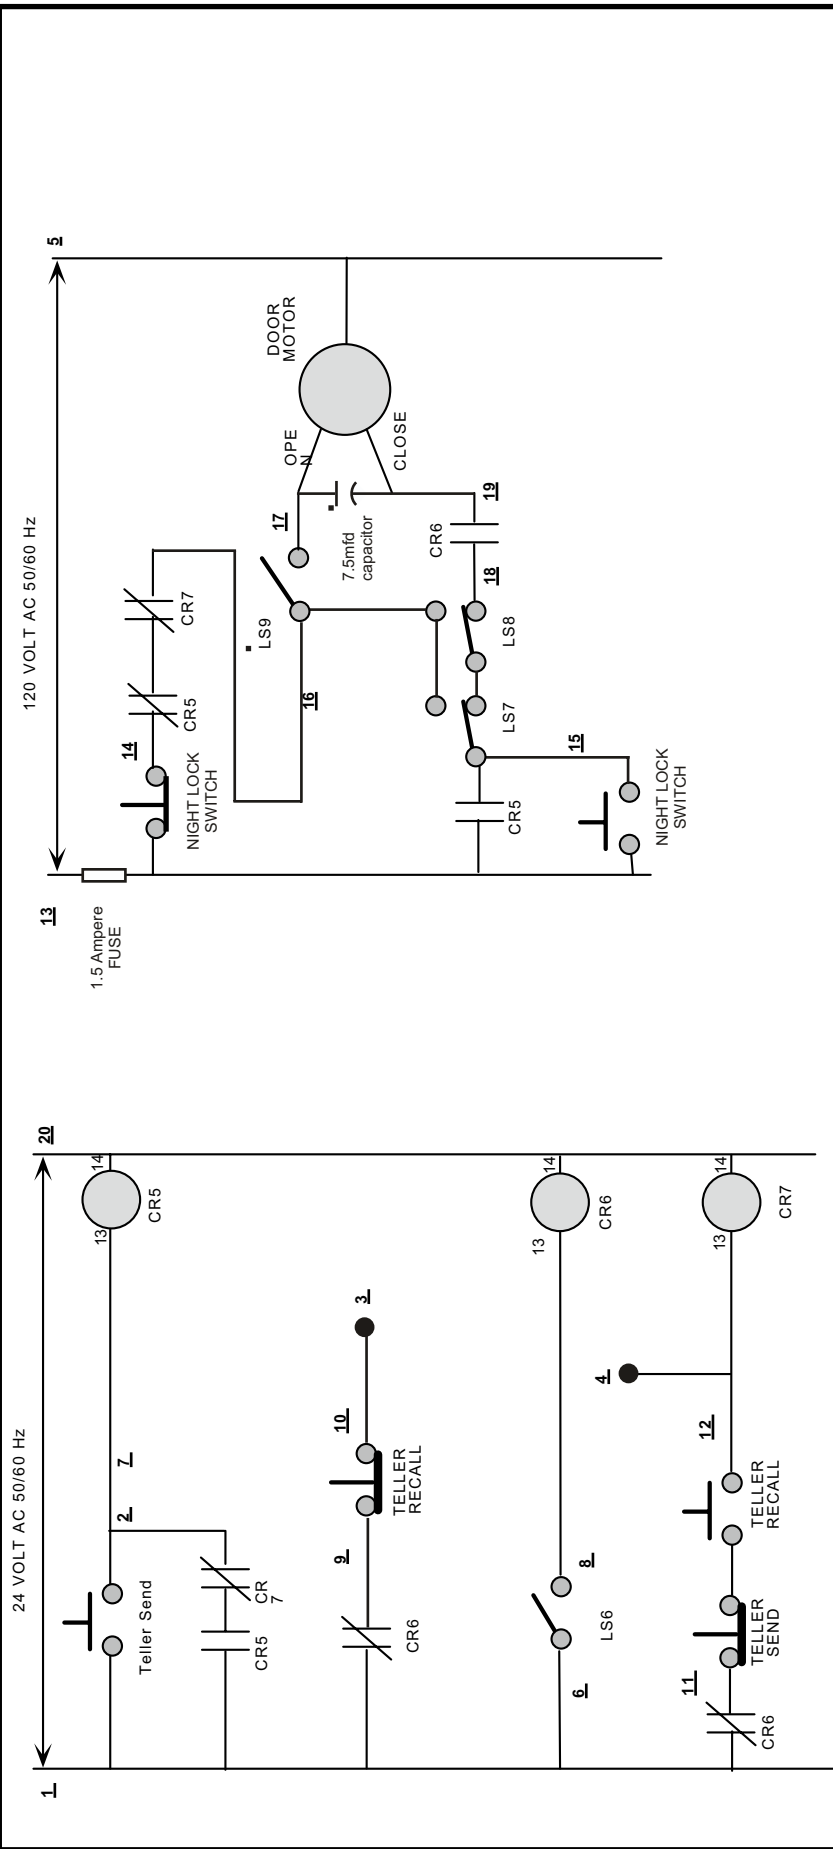 24 VOLT AC 50/60 Hz
1
20
Teller Send
2
7
13
14
CR5
CR5
CR
7
CR6
9
TELLER
RECALL
10
3
6
LS6
8
13
14
CR6
CR6
11
TELLER
SEND
TELLER
RECALL
12
4
13
14
CR7
120 VOLT AC 50/60 Hz
13
5
1.5 Ampere
FUSE
NIGHT LOCK
SWITCH
14
CR5
CR7
16
LS9
17
OPE
N
DOOR
MOTOR
CLOSE
7.5mfd
capacitor
CR5
LS7
LS8
18
CR6
19
15
NIGHT LOCK
SWITCH